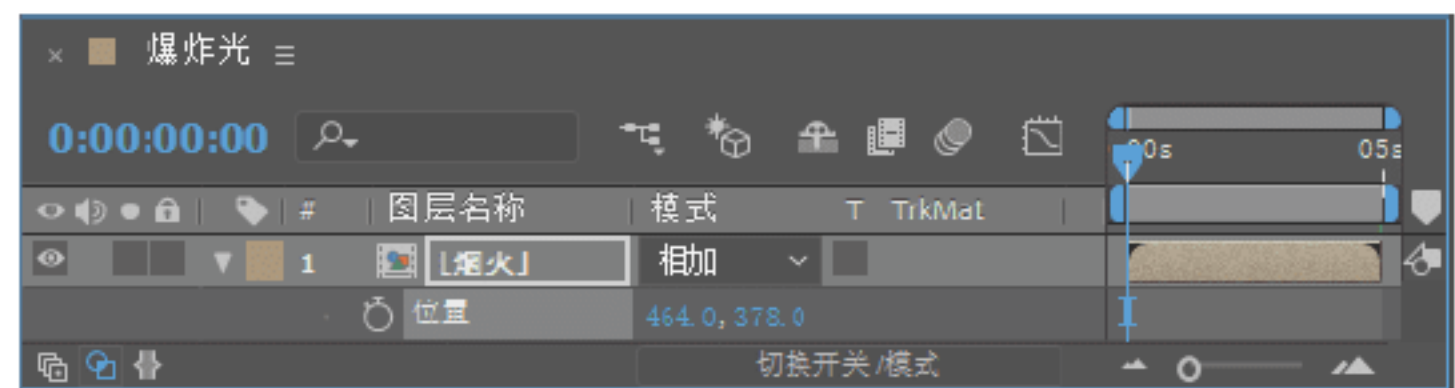 × 爆炸光 ≡
0:00:00:00
00s 05s
# 图层名称 模式 T TrkMat
1 [烟火] 相加
位置 464.0,378.0
切换开关/模式